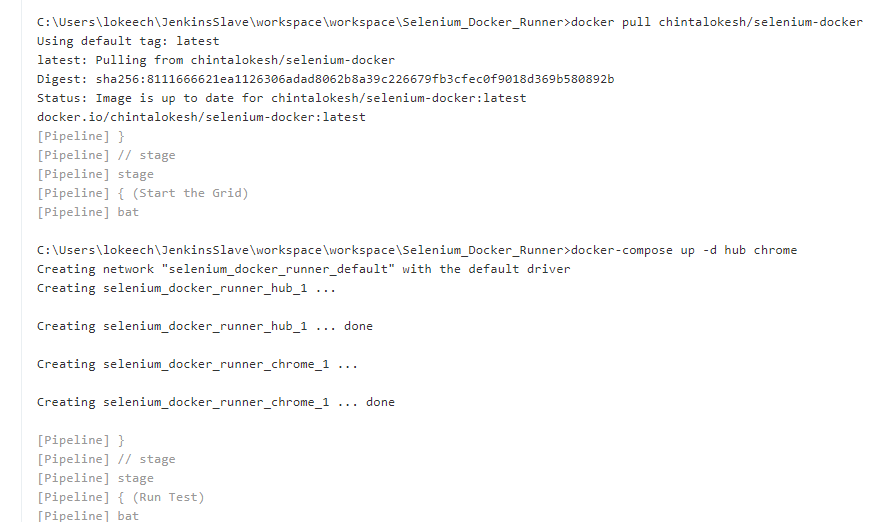 C:\Users\lokeech\JenkinsSlave\workspace\workspace\Selenium_Docker_Runner>docker pull chintalokesh/selenium-docker
Using default tag: latest
latest: Pulling from chintalokesh/selenium-docker
Digest: sha256:8111666621ea1126306adad8062b8a39c226679fb3cfec0f9018d369b580892b
Status: Image is up to date for chintalokesh/selenium-docker:latest
docker.io/chintalokesh/selenium-docker:latest
[Pipeline] }
[Pipeline] // stage
[Pipeline] stage
[Pipeline] { (Start the Grid)
[Pipeline] bat
C:\Users\lokeech\JenkinsSlave\workspace\workspace\Selenium_Docker_Runner>docker-compose up -d hub chrome
Creating network "selenium_docker_runner_default" with the default driver
Creating selenium_docker_runner_hub_1 ...
Creating selenium_docker_runner_hub_1 ... done
Creating selenium_docker_runner_chrome_1 ...
Creating selenium_docker_runner_chrome_1 ... done
[Pipeline] }
[Pipeline] // stage
[Pipeline] stage
[Pipeline] { (Run Test)
[Pipeline] bat